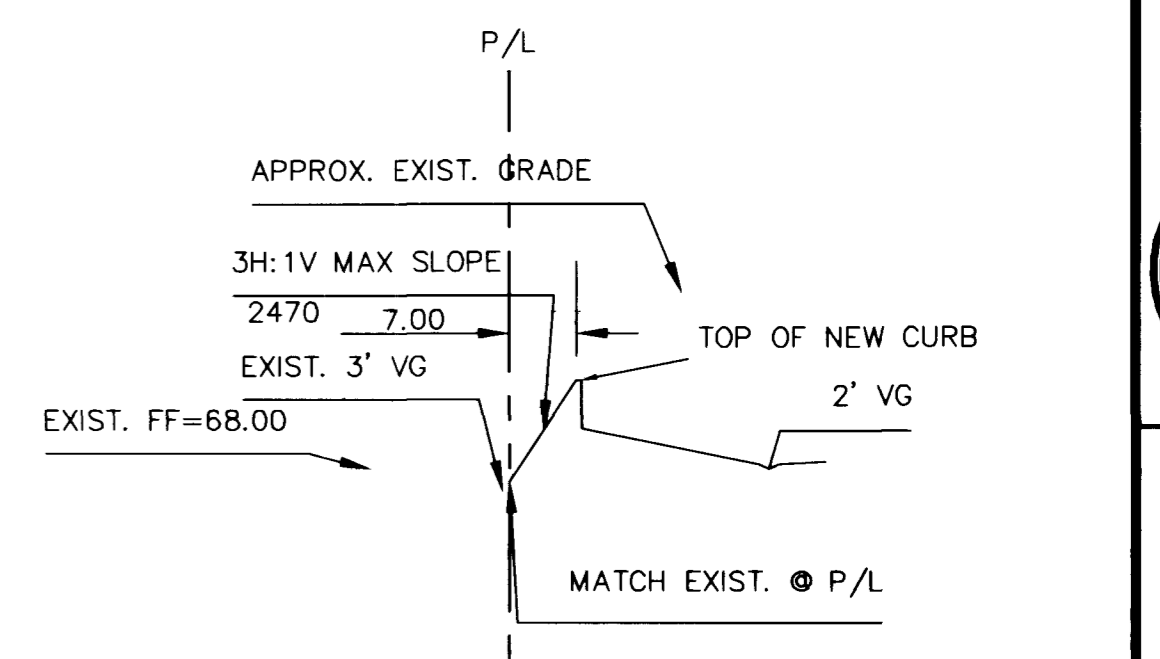 P/L
APPROX. EXIST. GRADE
3H:1V MAX SLOPE
2470
7.00
TOP OF NEW CURB
EXIST. 3' VG
2' VG
EXIST. FF=68.00
MATCH EXIST. @ P/L